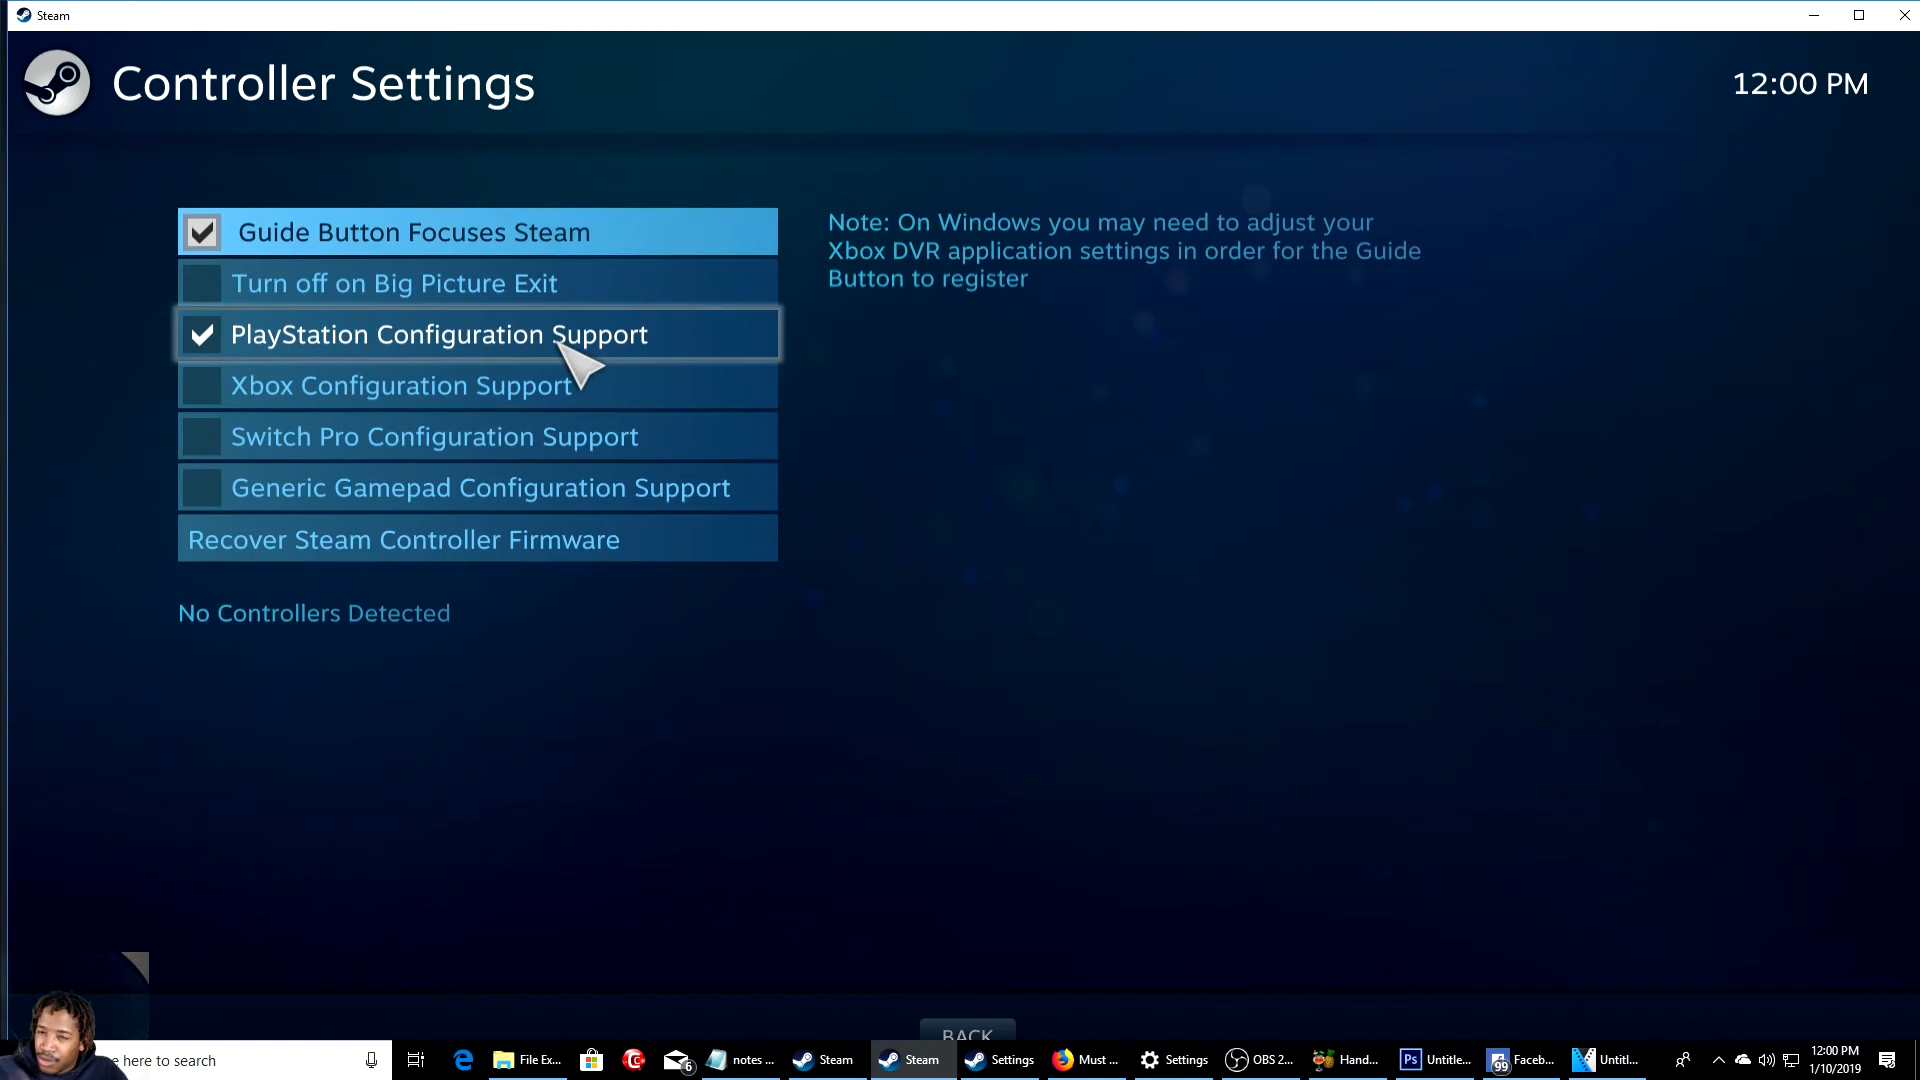 Steam
Controller Settings
12:00 PM
Guide Button Focuses Steam
Turn off on Big Picture Exit
PlayStation Configuration Support
Xbox Configuration Support
Switch Pro Configuration Support
Generic Gamepad Configuration Support
Recover Steam Controller Firmware
No Controllers Detected
Note: On Windows you may need to adjust your
Xbox DVR application settings in order for the Guide
Button to register
BACK
e here to search
File Ex...
6
notes ...
Steam
Steam
Settings
Must ...
Settings
OBS 2...
Hand...
Ps
Untitle...
99
Faceb...
Untitl...
12:00 PM
1/10/2019